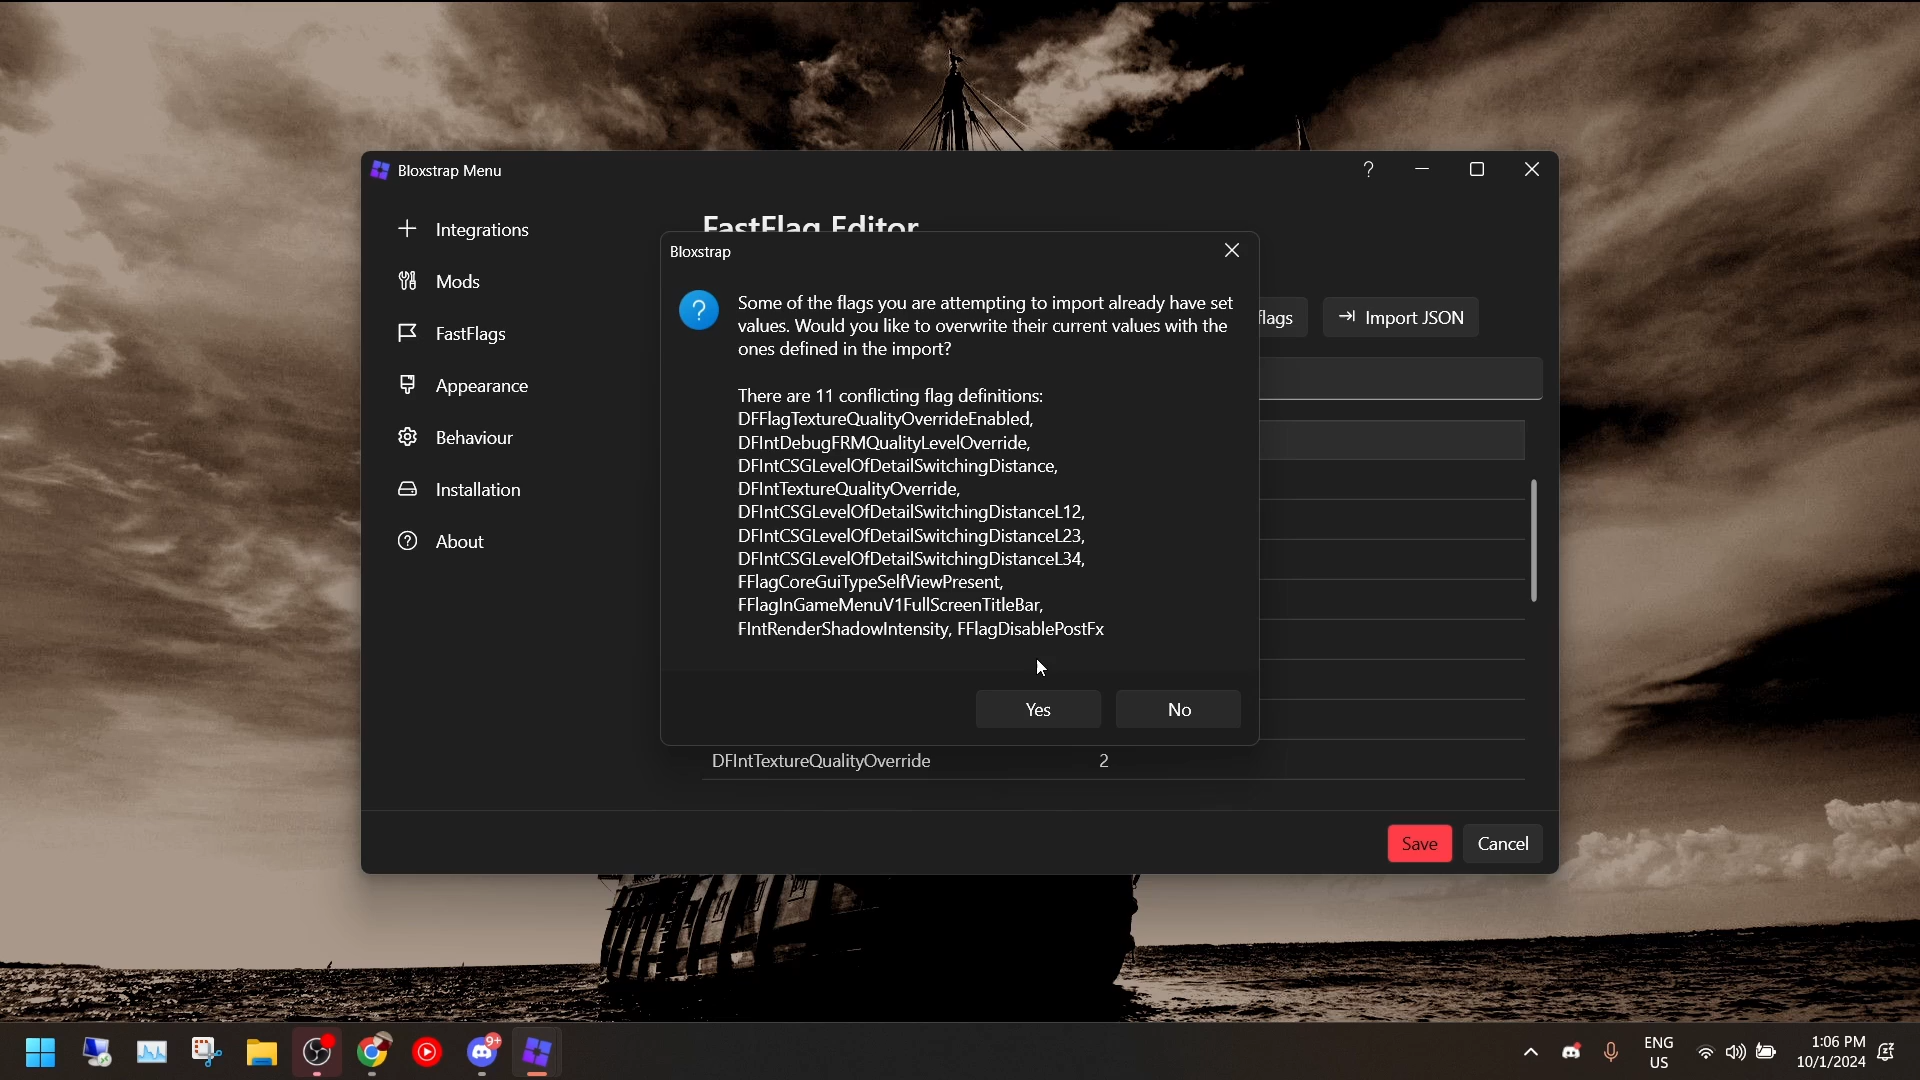 Bloxstrap Menu
?
Integrations
Mods
FastFlags
Appearance
Behaviour
Installation
About
FastFlag Editor
flags
Import JSON
Bloxstrap
?
Some of the flags you are attempting to import already have set
values. Would you like to overwrite their current values with the
ones defined in the import?
There are 11 conflicting flag definitions:
DFFlagTextureQualityOverrideEnabled,
DFIntDebugFRMQualityLevelOverride,
DFIntCSGLevelOfDetailSwitchingDistance,
DFIntTextureQualityOverride,
DFIntCSGLevelOfDetailSwitchingDistanceL12,
DFIntCSGLevelOfDetailSwitchingDistanceL23,
DFIntCSGLevelOfDetailSwitchingDistanceL34,
FFlagCoreGuiTypeSelfViewPresent,
FFlagInGameMenuV1FullScreenTitleBar,
FIntRenderShadowIntensity, FFlagDisablePostFx
Yes
No
DFIntTextureQualityOverride 2
Save
Cancel
9+
ENG
US
1:06 PM
10/1/2024